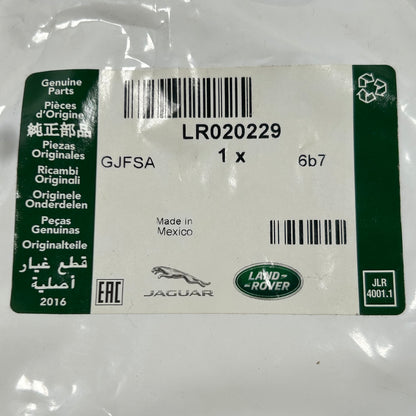 Genuine
Parts
Pièces
d'Origine
純正部品
Piezas
Originales
Ricambi
Originali
Originele
Onderdelen
Peças
Genuinas
Originalteile
قطع غيار
أصلية
2016
LR020229
1 x
GJFSA
6b7
Made in
Mexico
EAC
JAGUAR
LAND-
-ROVER
JLR
4001.1